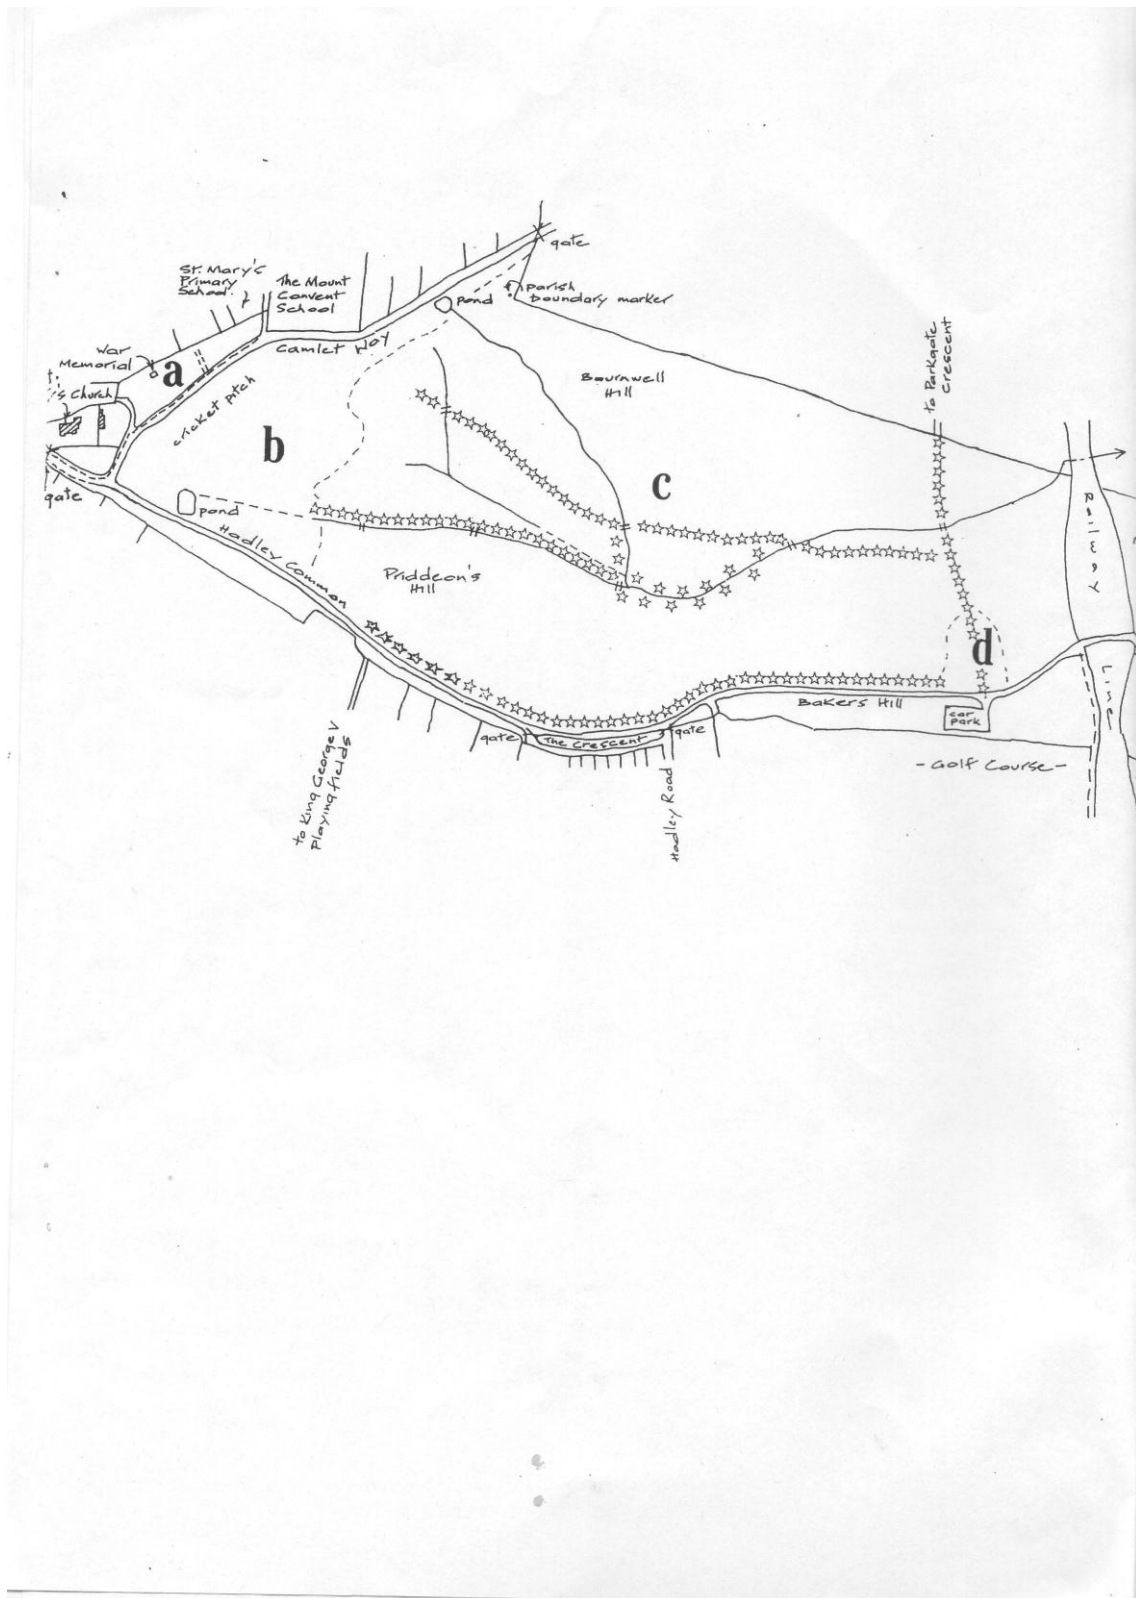 gate
St. Mary's
Primary
School.
The Mount
Convent
School
pond
parish
boundary marker
Camlet Way
War
Memorial
a
cricket pitch
's Church
b
Bournwell
Hill
to Parkgate
Crescent
c
gate
pond
Hadley Common
Priddeon's
Hill
Railway
Line
d
Bakers Hill
car
park
gate
The Crescent
gate
- Golf Course -
to King George V
Playing fields
Hadley Road